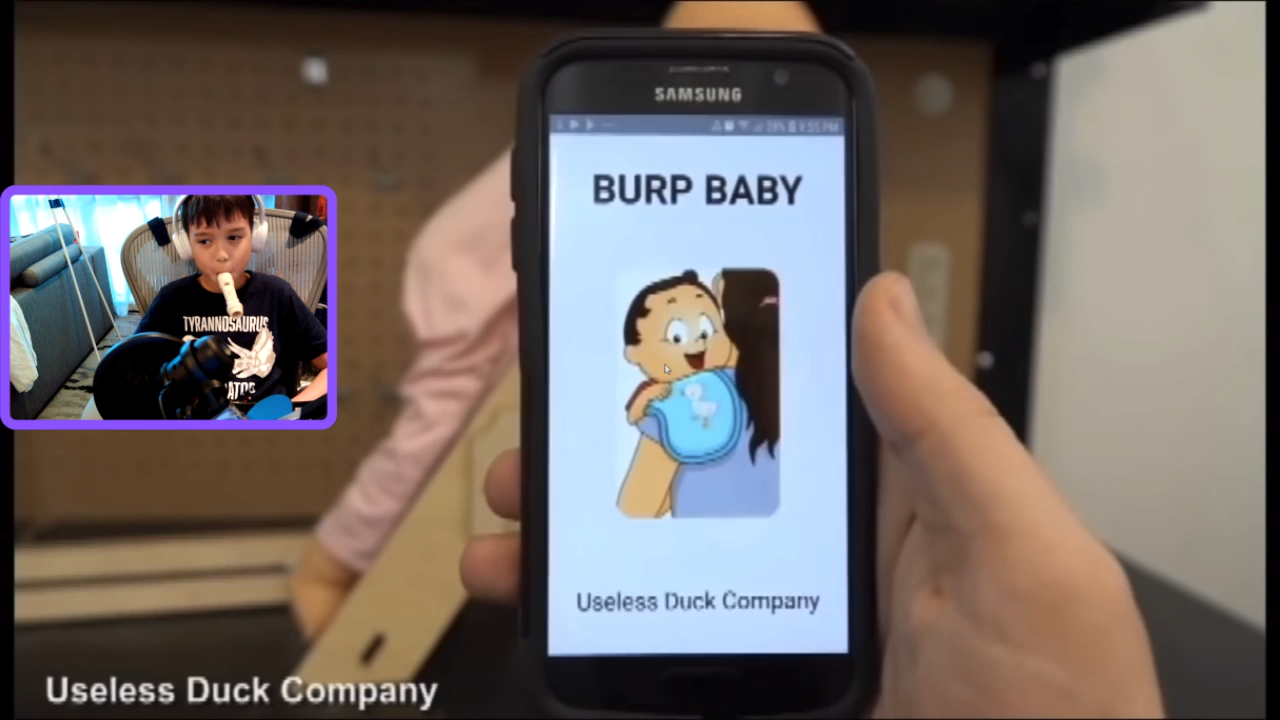 SAMSUNG
BURP BABY
Useless Duck Company
TYRANNOSAURUS
Useless Duck Company